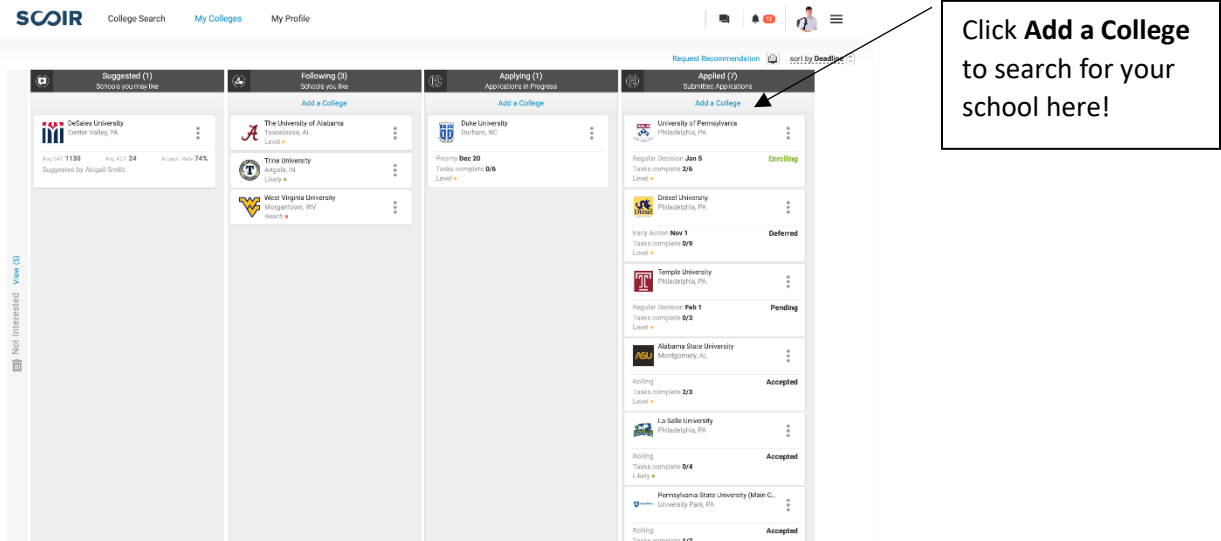 SCOIR College Search My Colleges My Profile 12
Request Recommendation sort by Deadline
Suggested (1)
Schools you may like
DeSales University
Center Valley, PA
Avg SAT 1130 Avg ACT 24 Accept. Rate 74%
Suggested by Abigail Smith
Following (3)
Schools you like
Add a College
The University of Alabama
Tuscaloosa, AL
Level
Trine University
Angola, IN
Likely
West Virginia University
Morgantown, WV
Reach
Applying (1)
Applications in Progress
Add a College
Duke University
Durham, NC
Priority Dec 20
Tasks complete 0/6
Level
Applied (7)
Submitted Applications
Add a College
University of Pennsylvania
Philadelphia, PA
Regular Decision Jan 5 Enrolling
Tasks complete 2/6
Level
Drexel University
Philadelphia, PA
Drexel
Early Action Nov 1 Deferred
Tasks complete 0/9
Level
Temple University
Philadelphia, PA
Regular Decision Feb 1 Pending
Tasks complete 0/3
Level
Alabama State University
ASU Montgomery, AL
Rolling Accepted
Tasks complete 2/3
Level
La Salle University
Philadelphia, PA
Rolling Accepted
Tasks complete 0/4
Likely
Pennsylvania State University (Main C...
University Park, PA
Rolling Accepted
Tasks complete
Not Interested View (5)
Click Add a College
to search for your
school here!